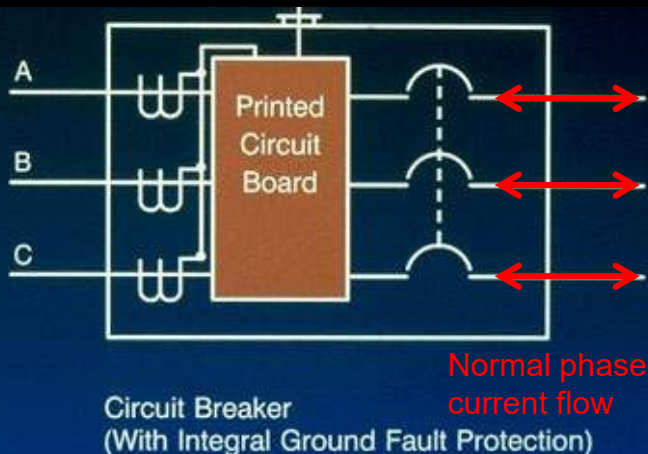 A
Printed
Circuit
Board
B
C
Normal phase
current flow
Circuit Breaker
(With Integral Ground Fault Protection)